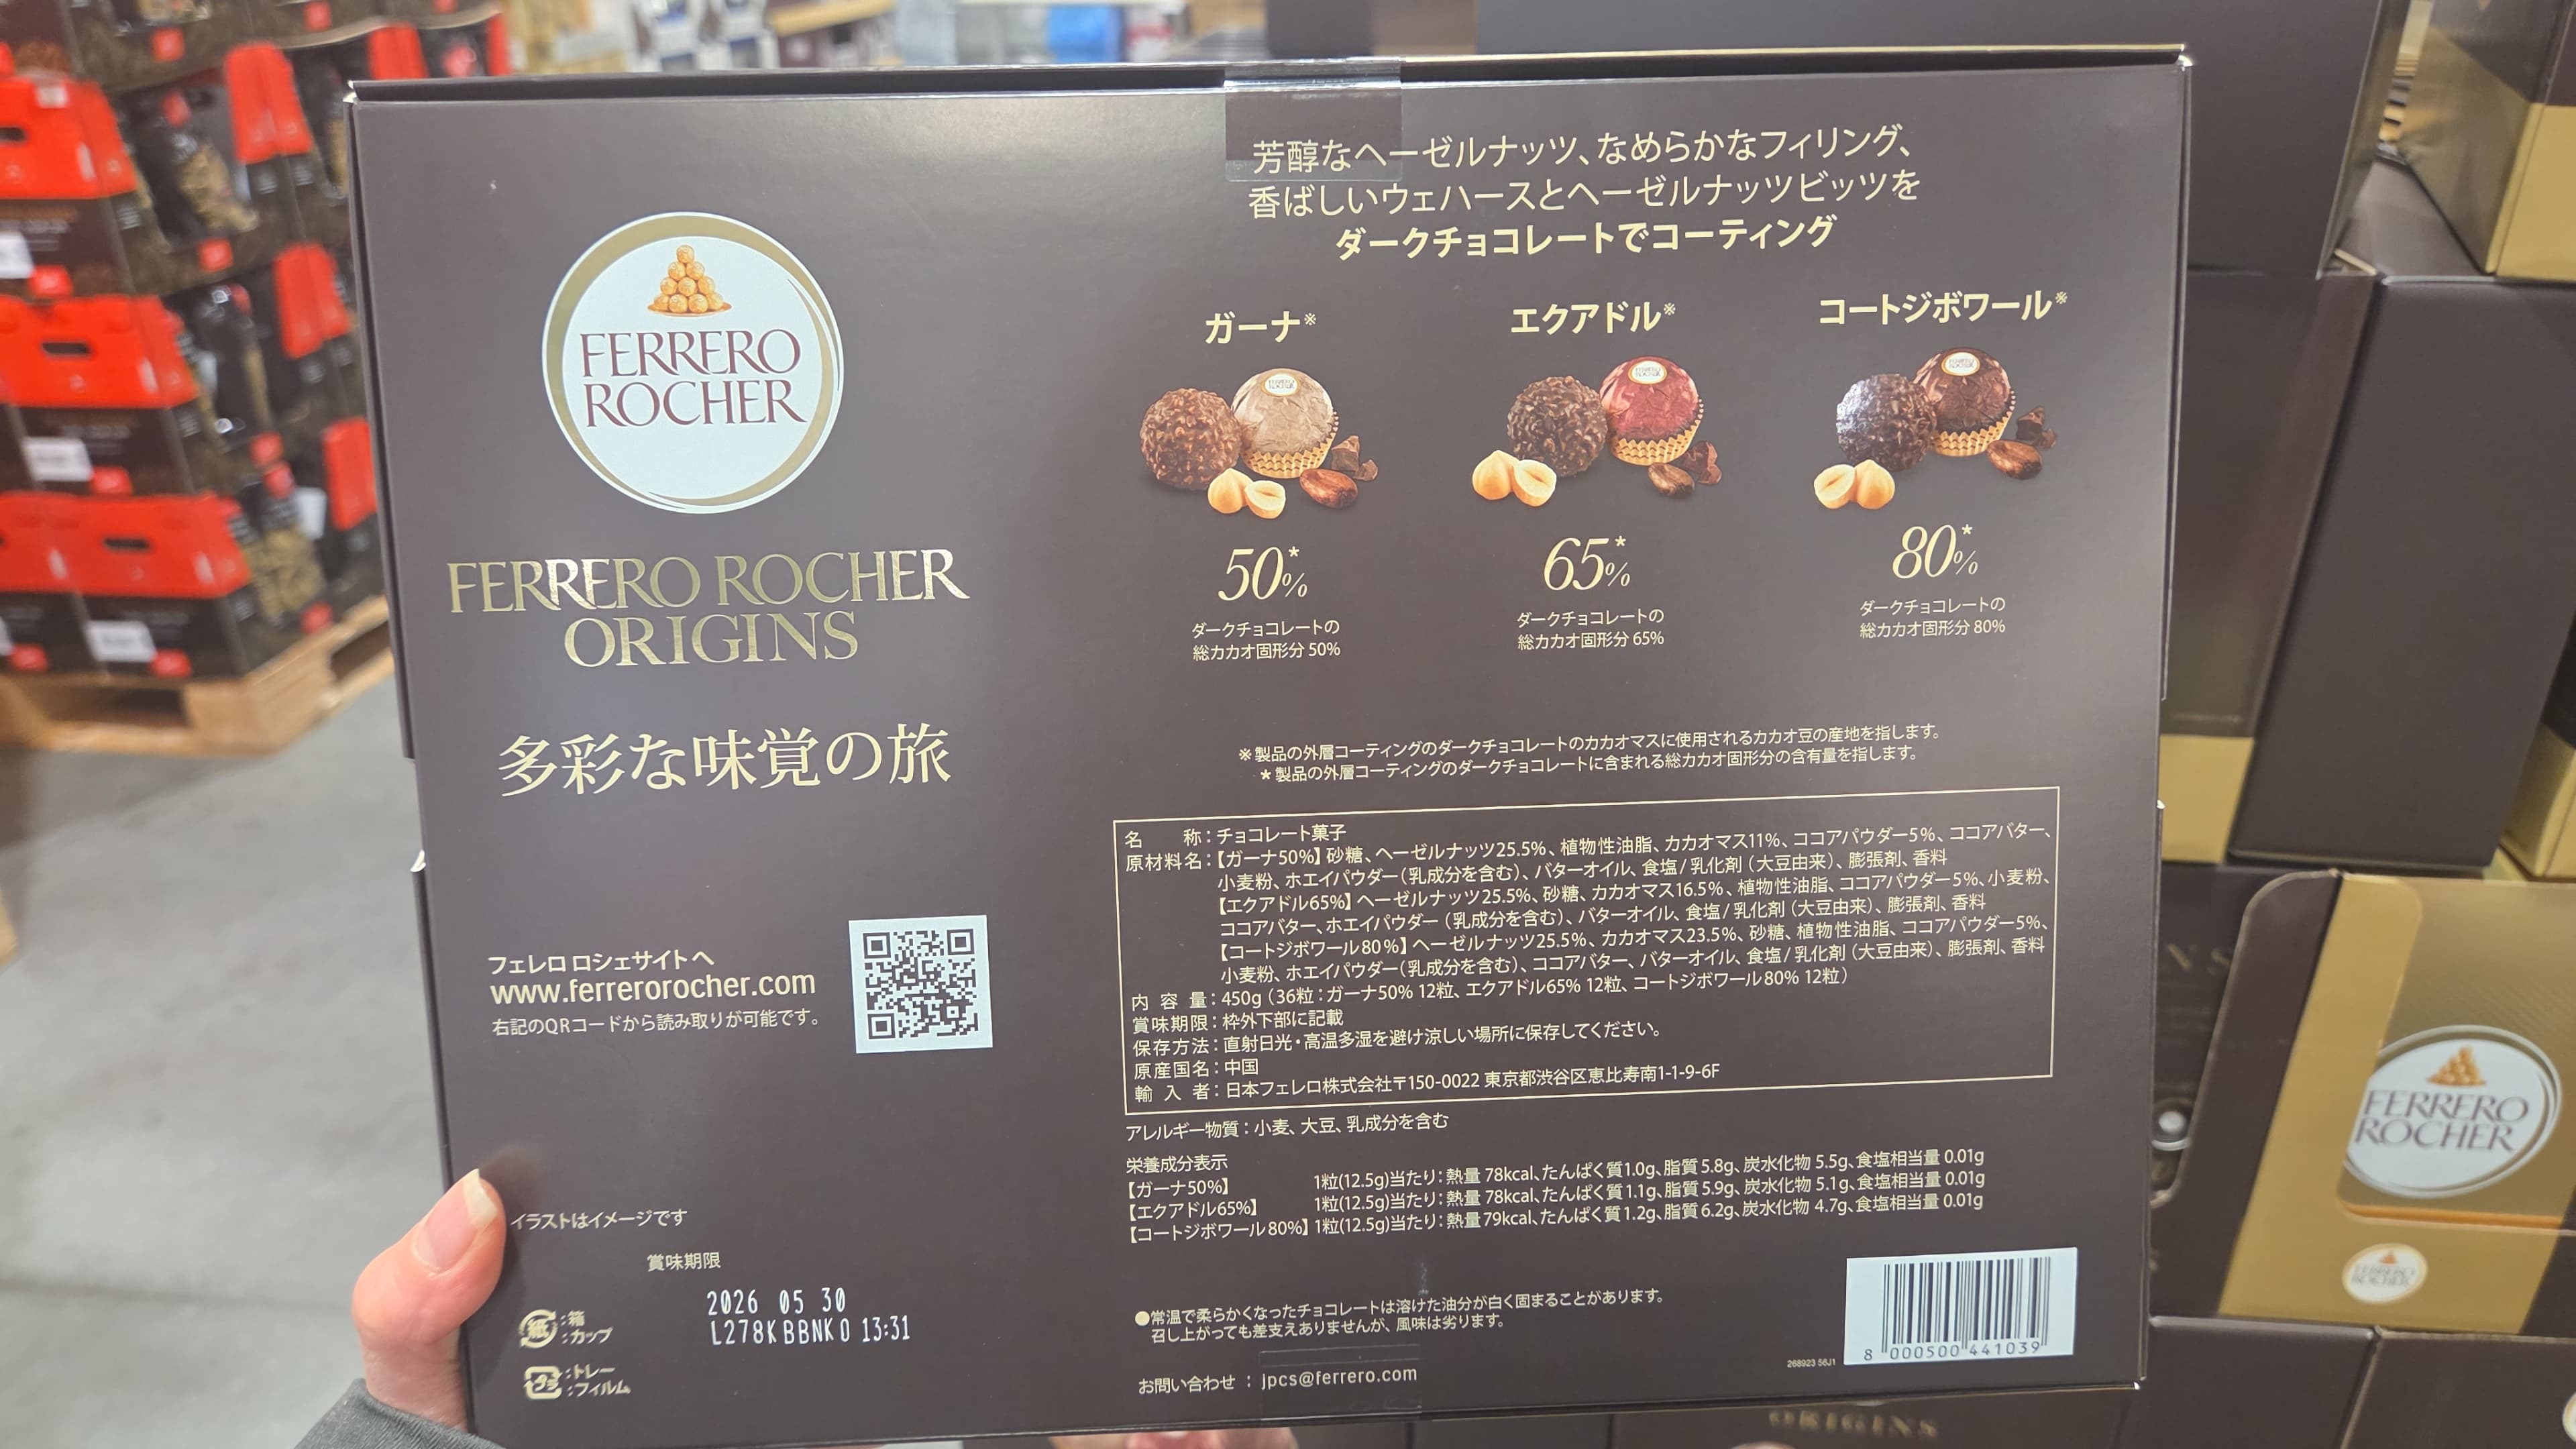 FERRERO
ROCHER
FERRERO ROCHER
ORIGINS
多彩な味覚の旅
フェレロ ロシェサイトへ
www.ferrerorocher.com
右記のQRコードから読み取りが可能です。
イラストはイメージです
賞味期限
2026 05 30
L278KBBNK0 13:31
紙:箱
:カップ
プラ:トレー
:フィルム
芳醇なヘーゼルナッツ、なめらかなフィリング、
香ばしいウェハースとヘーゼルナッツビッツを
ダークチョコレートでコーティング
ガーナ※ エクアドル※ コートジボワール※
50*% 65*% 80*%
ダークチョコレートの ダークチョコレートの ダークチョコレートの
総カカオ固形分 50% 総カカオ固形分 65% 総カカオ固形分 80%
※製品の外層コーティングのダークチョコレートのカカオマスに使用されるカカオ豆の産地を指します。
*製品の外層コーティングのダークチョコレートに含まれる総カカオ固形分の含有量を指します。
名称：チョコレート菓子
原材料名：【ガーナ50%】砂糖、ヘーゼルナッツ25.5%、植物性油脂、カカオマス11%、ココアパウダー5%、ココアバター、
小麦粉、ホエイパウダー（乳成分を含む）、バターオイル、食塩/乳化剤（大豆由来）、膨張剤、香料
【エクアドル65%】ヘーゼルナッツ25.5%、砂糖、カカオマス16.5%、植物性油脂、ココアパウダー5%、小麦粉、
ココアバター、ホエイパウダー（乳成分を含む）、バターオイル、食塩/乳化剤（大豆由来）、膨張剤、香料
【コートジボワール80%】ヘーゼルナッツ25.5%、カカオマス23.5%、砂糖、植物性油脂、ココアパウダー5%、
小麦粉、ホエイパウダー（乳成分を含む）、ココアバター、バターオイル、食塩/乳化剤（大豆由来）、膨張剤、香料
内容量：450g（36粒：ガーナ50% 12粒、エクアドル65% 12粒、コートジボワール80% 12粒）
賞味期限：枠外下部に記載
保存方法：直射日光・高温多湿を避け涼しい場所に保存してください。
原産国名：中国
輸入者：日本フェレロ株式会社〒150-0022 東京都渋谷区恵比寿南1-1-9-6F
アレルギー物質：小麦、大豆、乳成分を含む
栄養成分表示
【ガーナ50%】 1粒(12.5g)当たり：熱量 78kcal、たんぱく質1.0g、脂質 5.8g、炭水化物 5.5g、食塩相当量 0.01g
【エクアドル65%】 1粒(12.5g)当たり：熱量 78kcal、たんぱく質 1.1g、脂質 5.9g、炭水化物 5.1g、食塩相当量 0.01g
【コートジボワール80%】1粒(12.5g)当たり：熱量 79kcal、たんぱく質 1.2g、脂質 6.2g、炭水化物 4.7g、食塩相当量 0.01g
●常温で柔らかくなったチョコレートは溶けた油分が白く固まることがあります。
召し上がっても差支えありませんが、風味は劣ります。
お問い合わせ：jpcs@ferrero.com
268923 56J1
8 000500 441039
FERRERO
ROCHER
ORIGINS